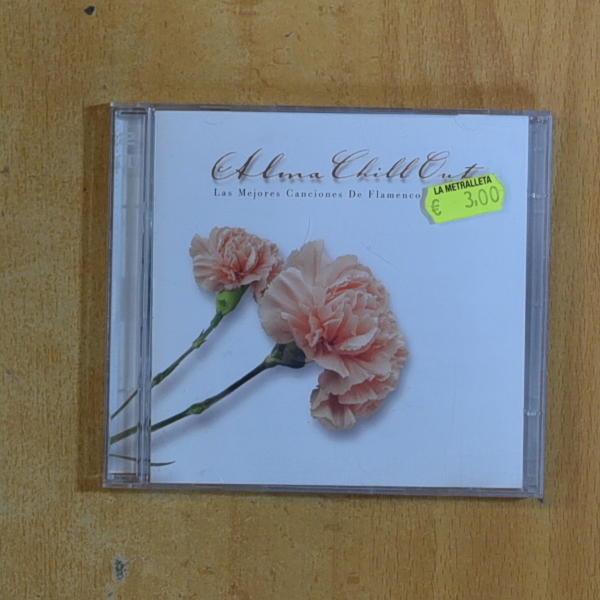 Alma Chill Out
Las Mejores Canciones De Flamenco
LA METRALLETA
€ 3,00